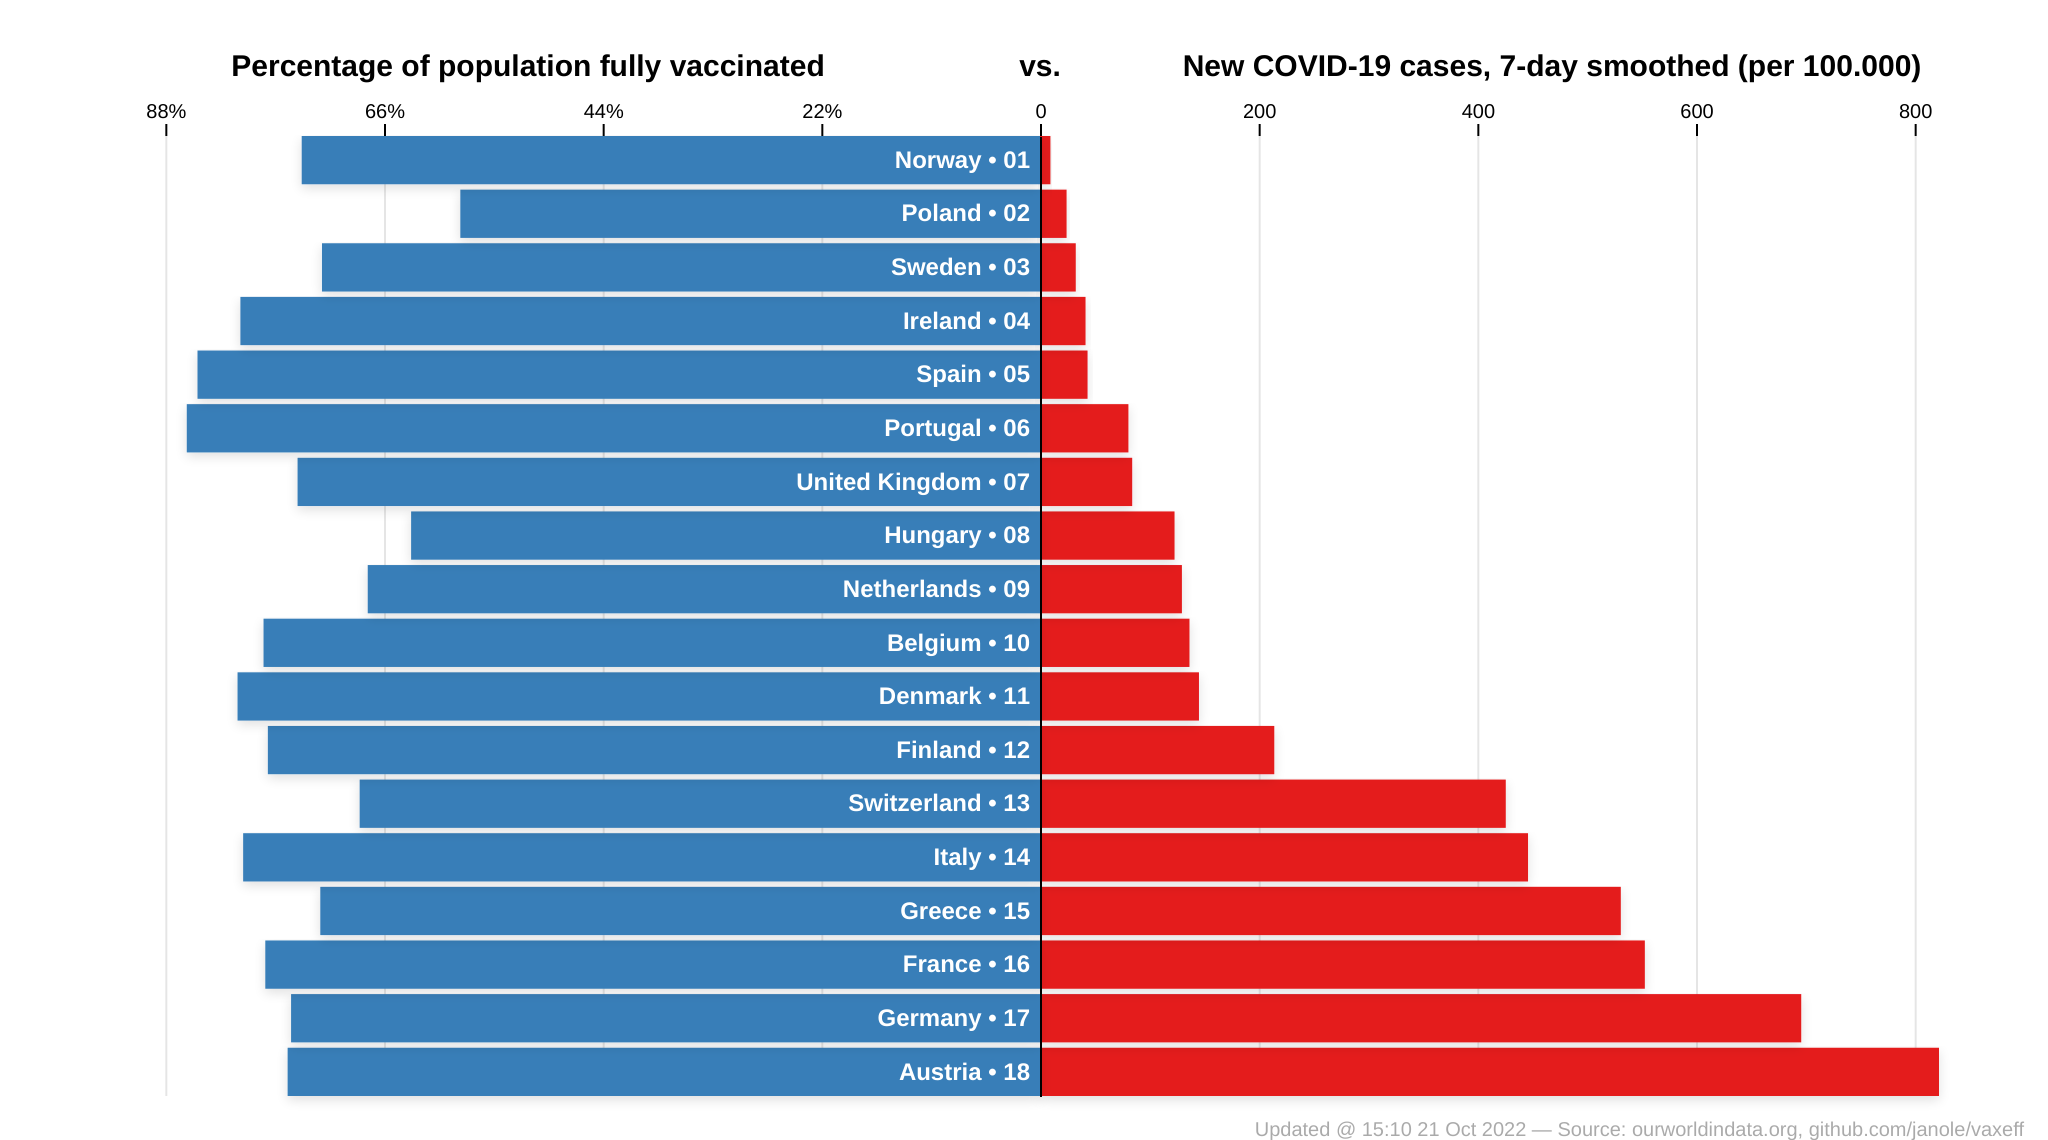 Percentage of population fully vaccinated vs. New COVID-19 cases, 7-day smoothed (per 100.000)
88% 66% 44% 22% 0 200 400 600 800
Norway • 01
Poland • 02
Sweden • 03
Ireland • 04
Spain • 05
Portugal • 06
United Kingdom • 07
Hungary • 08
Netherlands • 09
Belgium • 10
Denmark • 11
Finland • 12
Switzerland • 13
Italy • 14
Greece • 15
France • 16
Germany • 17
Austria • 18
Updated @ 15:10 21 Oct 2022 — Source: ourworldindata.org, github.com/janole/vaxeff